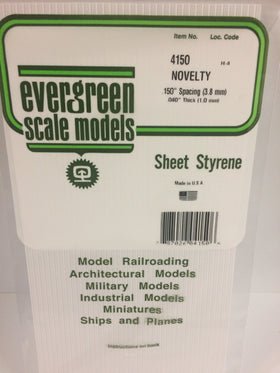 Item No. Loc. Code
4150 H-4
NOVELTY
.150" Spacing (3.8 mm)
.040" Thick (1.0 mm)
evergreen
scale models
Sheet Styrene
Made in U S A
Model Railroading
Architectural Models
Military Models
Industrial Models
Miniatures
Ships and Planes
Instructions on back